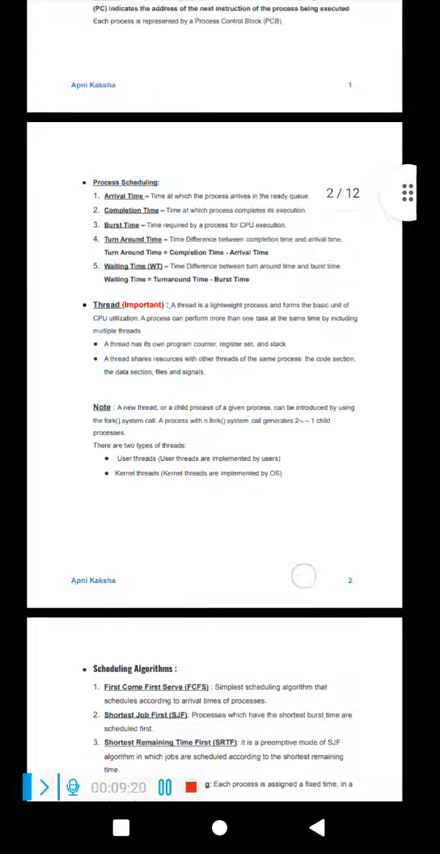 (PC) indicates the address of the next instruction of the process being executed
Each process is represented by a Process Control Block (PCB).
Apni Kaksha
1
● Process Scheduling:
2 / 12
1. Arrival Time – Time at which the process arrives in the ready queue.
2. Completion Time – Time at which process completes its execution.
3. Burst Time – Time required by a process for CPU execution.
4. Turn Around Time – Time Difference between completion time and arrival time.
Turn Around Time = Completion Time - Arrival Time
5. Waiting Time (WT) – Time Difference between turn around time and burst time.
Waiting Time = Turnaround Time - Burst Time
● Thread (Important) : A thread is a lightweight process and forms the basic unit of
CPU utilization. A process can perform more than one task at the same time by including
multiple threads.
● A thread has its own program counter, register set, and stack
● A thread shares resources with other threads of the same process: the code section,
the data section, files and signals.
Note : A new thread, or a child process of a given process, can be introduced by using
the fork() system call. A process with n fork() system call generates 2ⁿ – 1 child
processes.
There are two types of threads:
● User threads (User threads are implemented by users)
● Kernel threads (Kernel threads are implemented by OS)
Apni Kaksha
2
● Scheduling Algorithms :
1. First Come First Serve (FCFS) : Simplest scheduling algorithm that
schedules according to arrival times of processes.
2. Shortest Job First (SJF): Processes which have the shortest burst time are
scheduled first.
3. Shortest Remaining Time First (SRTF): It is a preemptive mode of SJF
algorithm in which jobs are scheduled according to the shortest remaining
time.
g: Each process is assigned a fixed time, in a
00:09:20